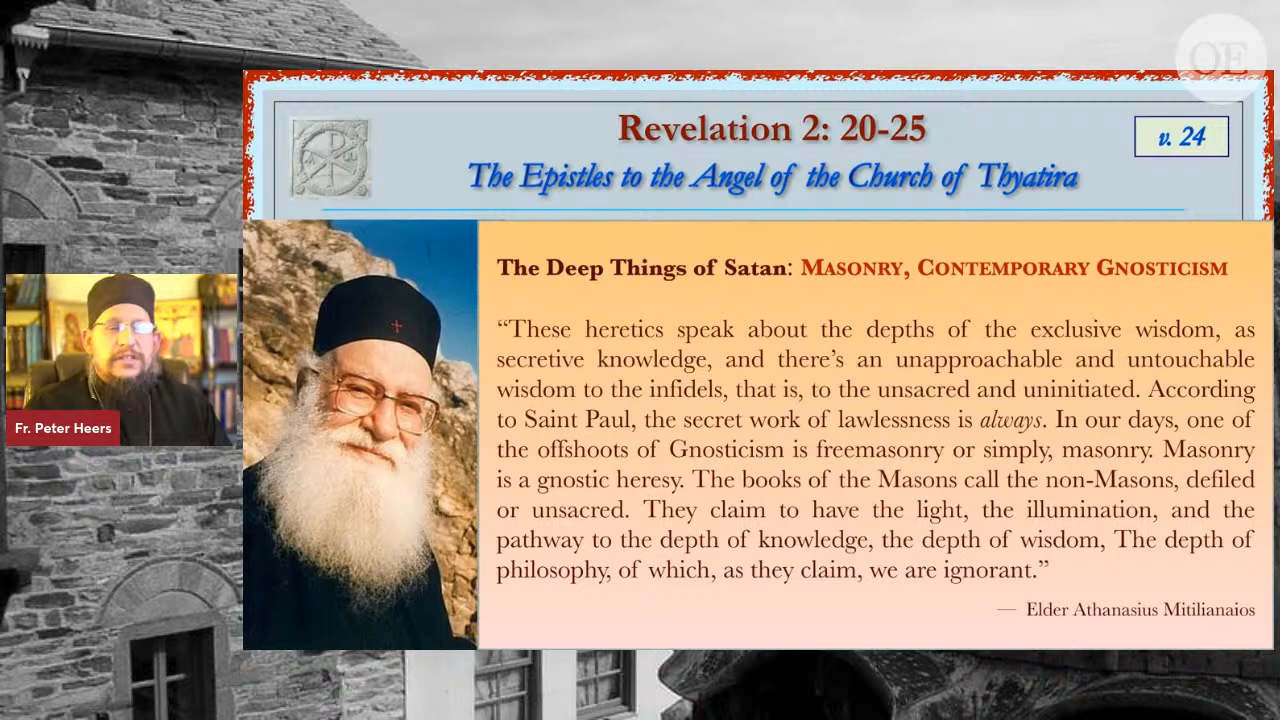 OE
Revelation 2: 20-25
v. 24
The Epistles to the Angel of the Church of Thyatira
The Deep Things of Satan: Masonry, Contemporary Gnosticism
“These heretics speak about the depths of the exclusive wisdom, as
secretive knowledge, and there’s an unapproachable and untouchable
wisdom to the infidels, that is, to the unsacred and uninitiated. According
to Saint Paul, the secret work of lawlessness is always. In our days, one of
the offshoots of Gnosticism is freemasonry or simply, masonry. Masonry
is a gnostic heresy. The books of the Masons call the non-Masons, defiled
or unsacred. They claim to have the light, the illumination, and the
pathway to the depth of knowledge, the depth of wisdom, The depth of
philosophy, of which, as they claim, we are ignorant.”
— Elder Athanasius Mitilianaios
Fr. Peter Heers